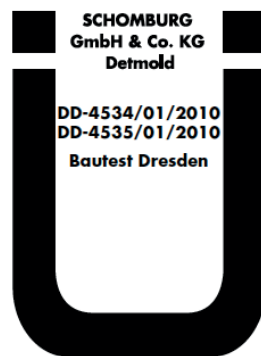 SCHOMBURG
GmbH & Co. KG
Detmold
DD-4534/01/2010
DD-4535/01/2010
Bautest Dresden